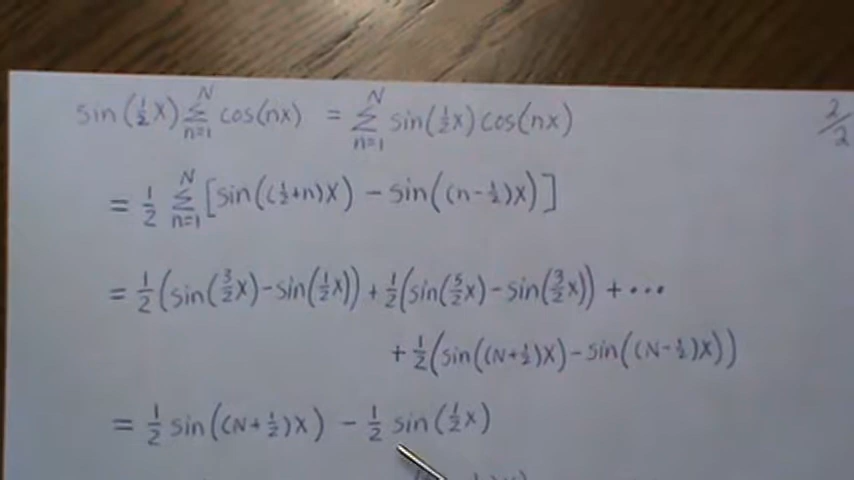 sin(½x) Σ_{n=1}^{N} cos(nx) = Σ_{n=1}^{N} sin(½x) cos(nx)
2/2
= 1/2 Σ_{n=1}^{N} [sin((½+n)x) − sin((n−½)x)]
= 1/2 (sin(3/2 x) − sin(½x)) + 1/2 (sin(5/2 x) − sin(3/2 x)) + •••
+ 1/2 (sin((N+½)x) − sin((N−½)x))
= 1/2 sin((N+½)x) − 1/2 sin(½x)